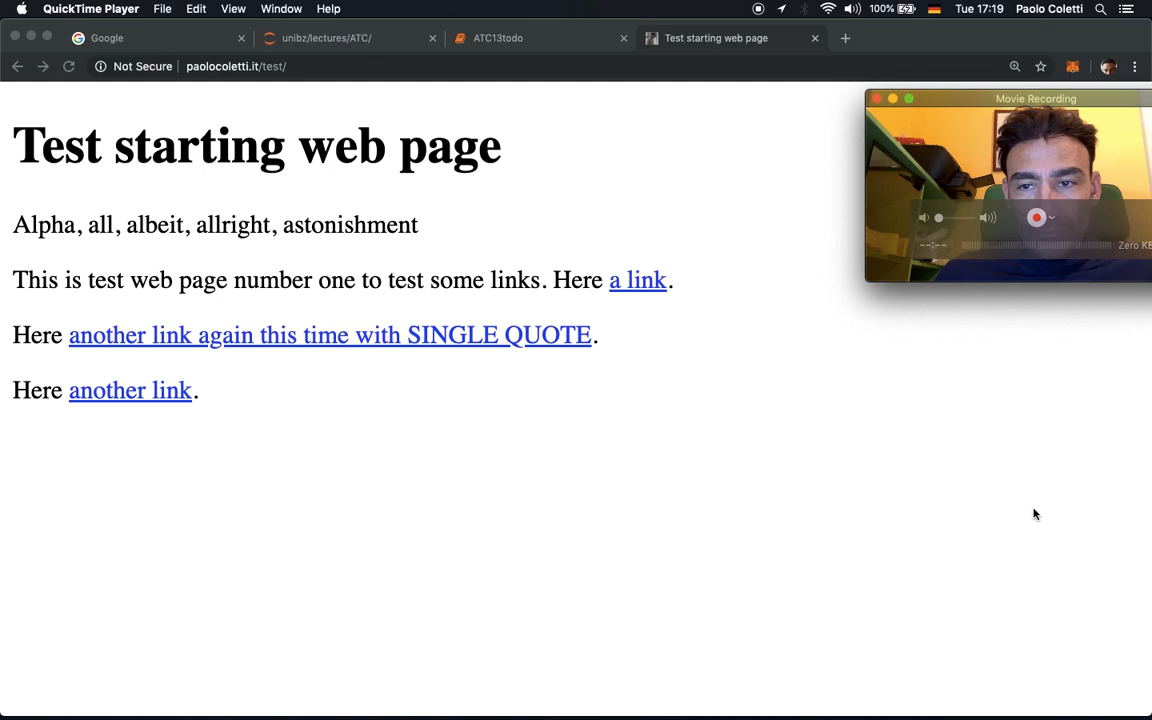 QuickTime Player File Edit View Window Help 100% Tue 17:19 Paolo Coletti
Google unibz/lectures/ATC/ ATC13todo Test starting web page
Not Secure paolocoletti.it/test/
Movie Recording
Test starting web page
Alpha, all, albeit, allright, astonishment
--:-- Zero KB
This is test web page number one to test some links. Here a link.
Here another link again this time with SINGLE QUOTE.
Here another link.